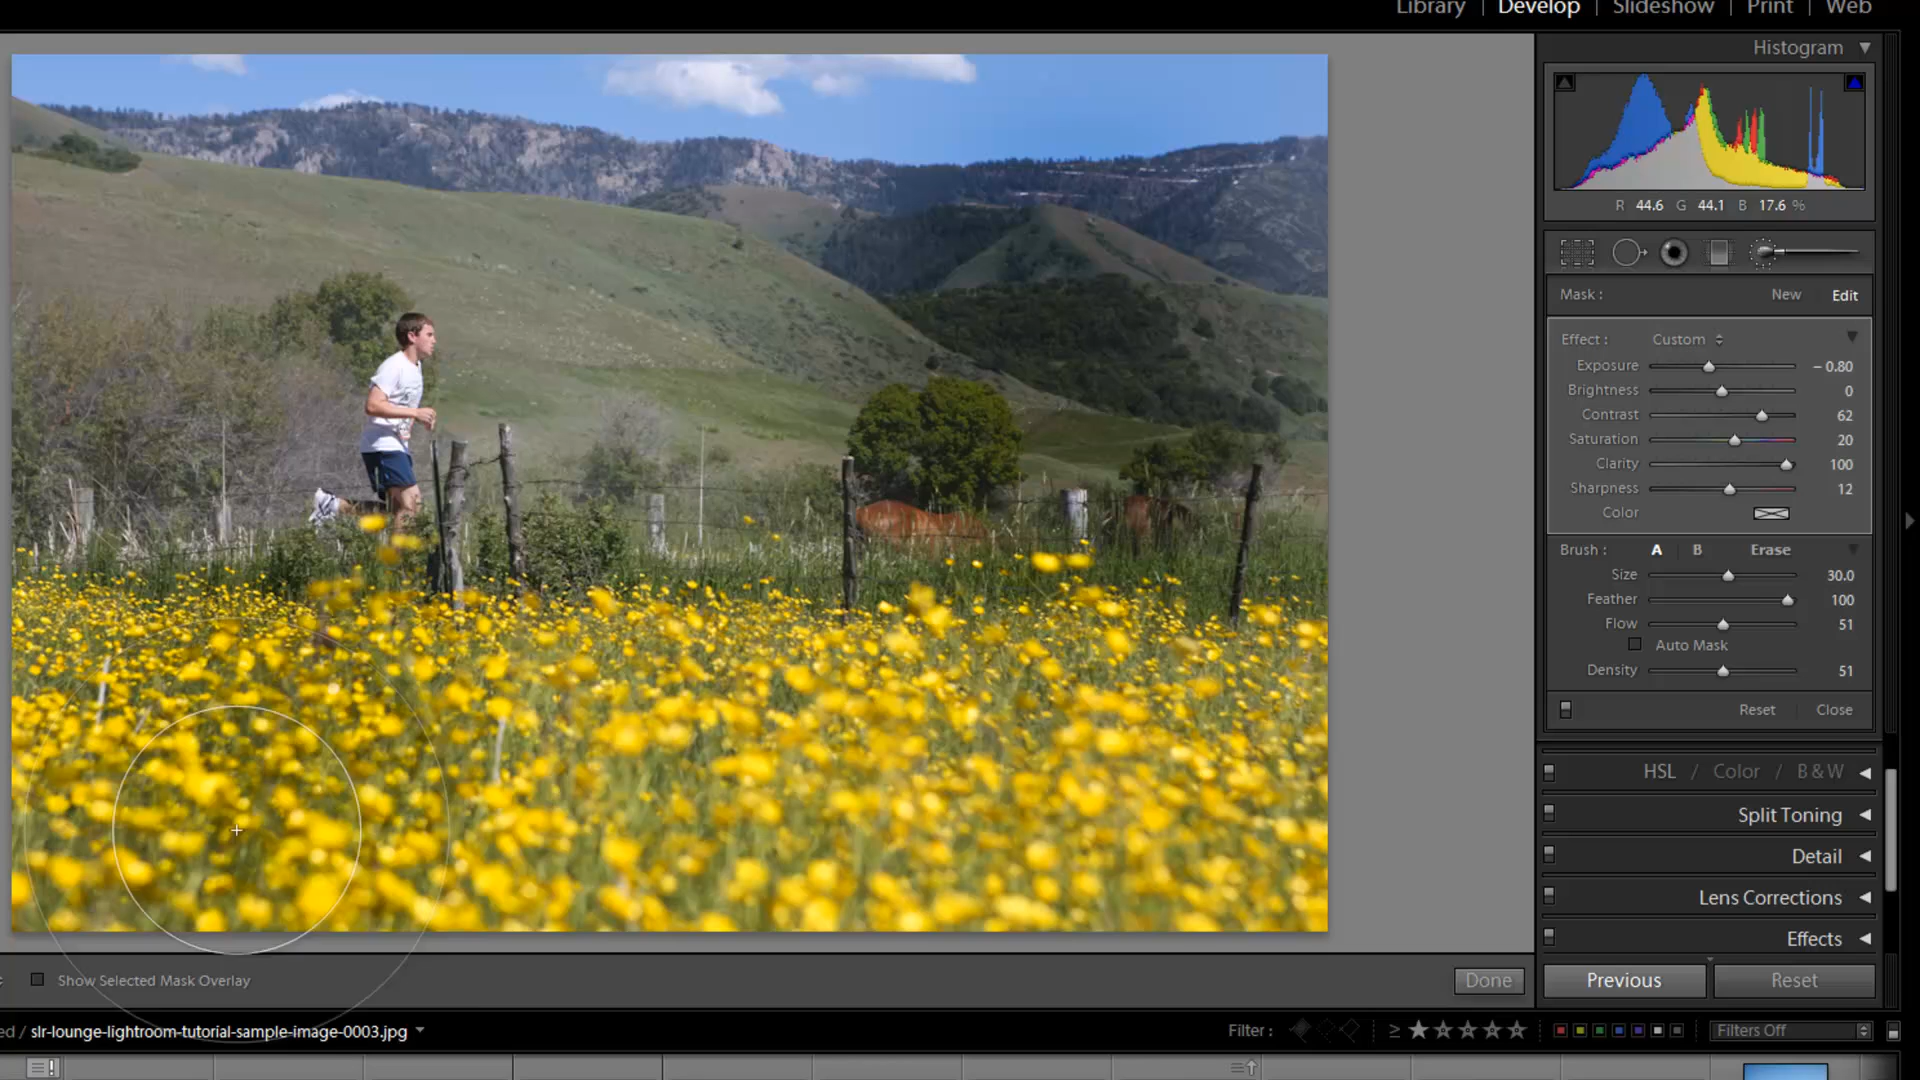 Library | Develop | Slideshow | Print | Web
Histogram
R 44.6 G 44.1 B 17.6 %
Mask : New Edit
Effect : Custom
Exposure – 0.80
Brightness 0
Contrast 62
Saturation 20
Clarity 100
Sharpness 12
Color
Brush : A B Erase
Size 30.0
Feather 100
Flow 51
Auto Mask
Density 51
Reset Close
HSL / Color / B & W
Split Toning
Detail
Lens Corrections
Effects
Show Selected Mask Overlay Done Previous Reset
ed / slr-lounge-lightroom-tutorial-sample-image-0003.jpg Filter : ≥ Filters Off